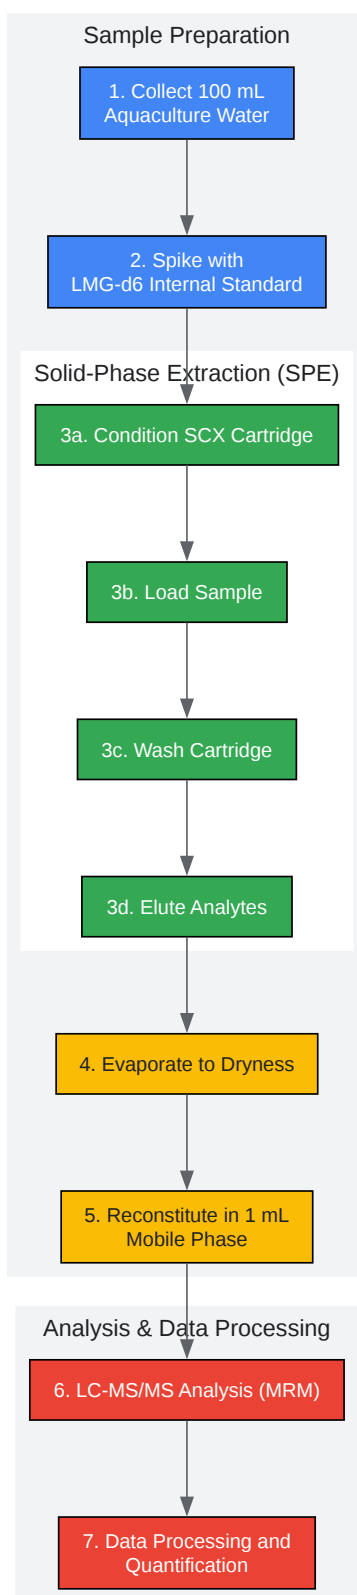 Sample Preparation
1. Collect 100 mL
Aquaculture Water
2. Spike with
LMG-d6 Internal Standard
Solid-Phase Extraction (SPE)
3a. Condition SCX Cartridge
3b. Load Sample
3c. Wash Cartridge
3d. Elute Analytes
4. Evaporate to Dryness
5. Reconstitute in 1 mL
Mobile Phase
Analysis & Data Processing
6. LC-MS/MS Analysis (MRM)
7. Data Processing and
Quantification